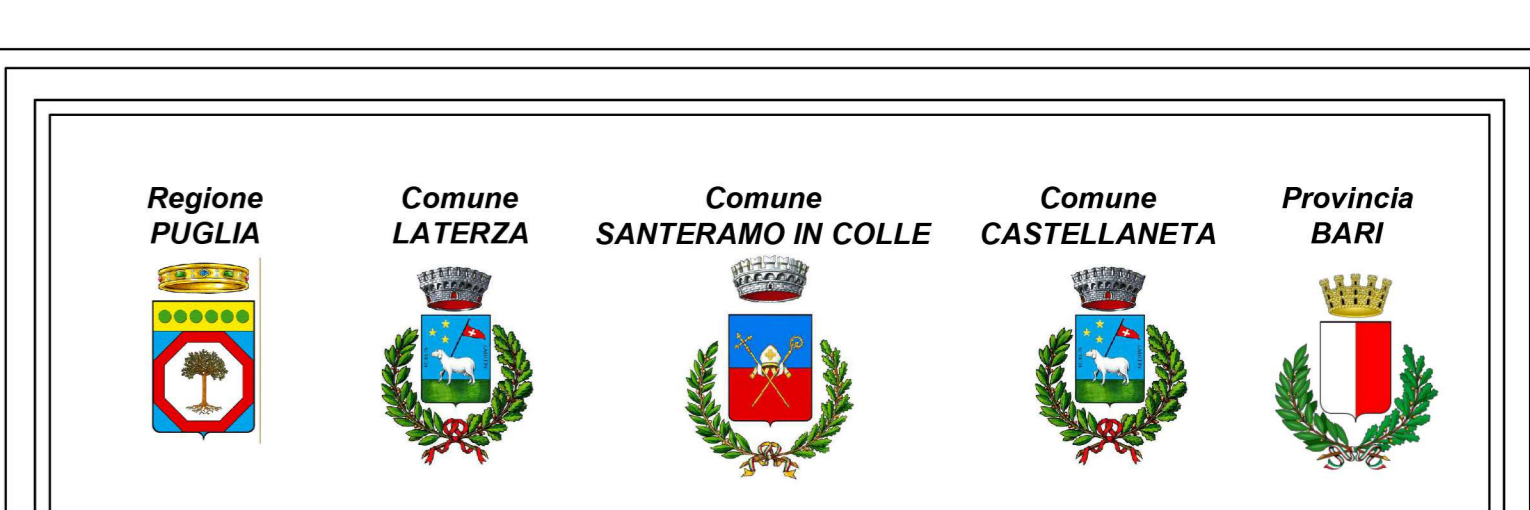 Regione
PUGLIA
Comune
LATERZA
Comune
SANTERAMO IN COLLE
Comune
CASTELLANETA
Provincia
BARI